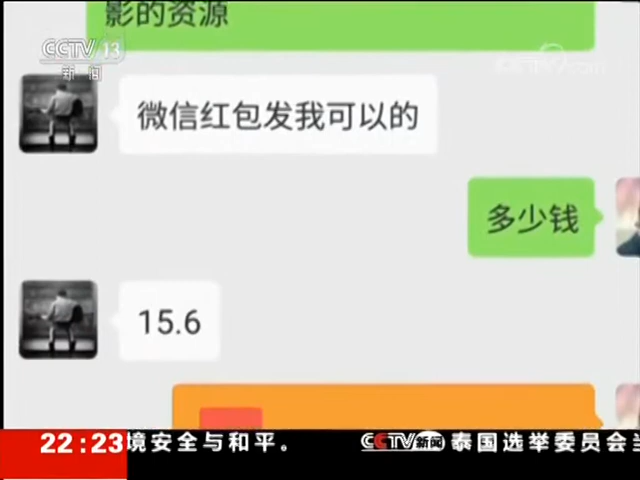 影的资源
CCTV 13
新闻
微信红包发我可以的
多少钱
15.6
22:23
境安全与和平。
CCTV新闻 泰国选举委员会